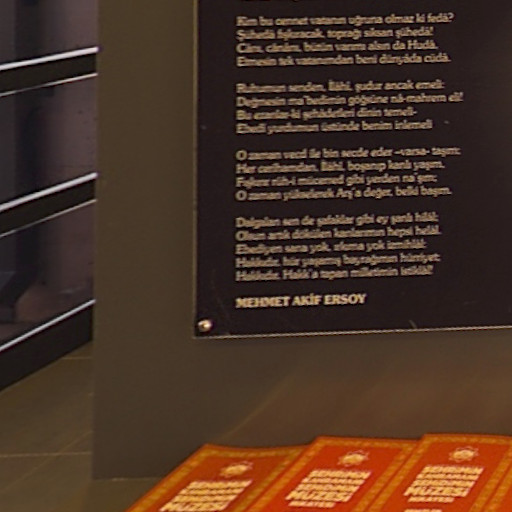 Kim bu cennet vatanın uğruna olmaz ki fedâ?
Şühedâ fışkıracak, toprağı sıksan şühedâ!
Cânı, cânânı, bütün varımı alsın da Hudâ,
Etmesin tek vatanımdan beni dünyâda cüdâ.
Ruhumun senden, İlâhî, şudur ancak emeli:
Değmesin ma'bedimin göğsüne nâ-mahrem eli!
Bu ezanlar-ki şehâdetleri dinin temeli-
Ebedî yurdumun üstünde benim inlemeli
O zaman vecd ile bin secde eder –varsa- taşım;
Her cerîhamdan, İlâhî, boşanıp kanlı yaşım,
Fışkırır rûh-i mücerred gibi yerden na'şım;
O zaman yükselerek Arş'a değer, belki başım.
Dalgalan sen de şafaklar gibi ey şanlı hilâl;
Olsun artık dökülen kanlarımın hepsi helâl.
Ebediyen sana yok, ırkıma yok izmihlâl:
Hakkıdır, hür yaşamış bayrağımın hürriyet;
Hakkıdır, Hakk'a tapan milletimin istiklâl!
MEHMET AKİF ERSOY
MÜZESİ
MÜZESİ
MÜZESİ